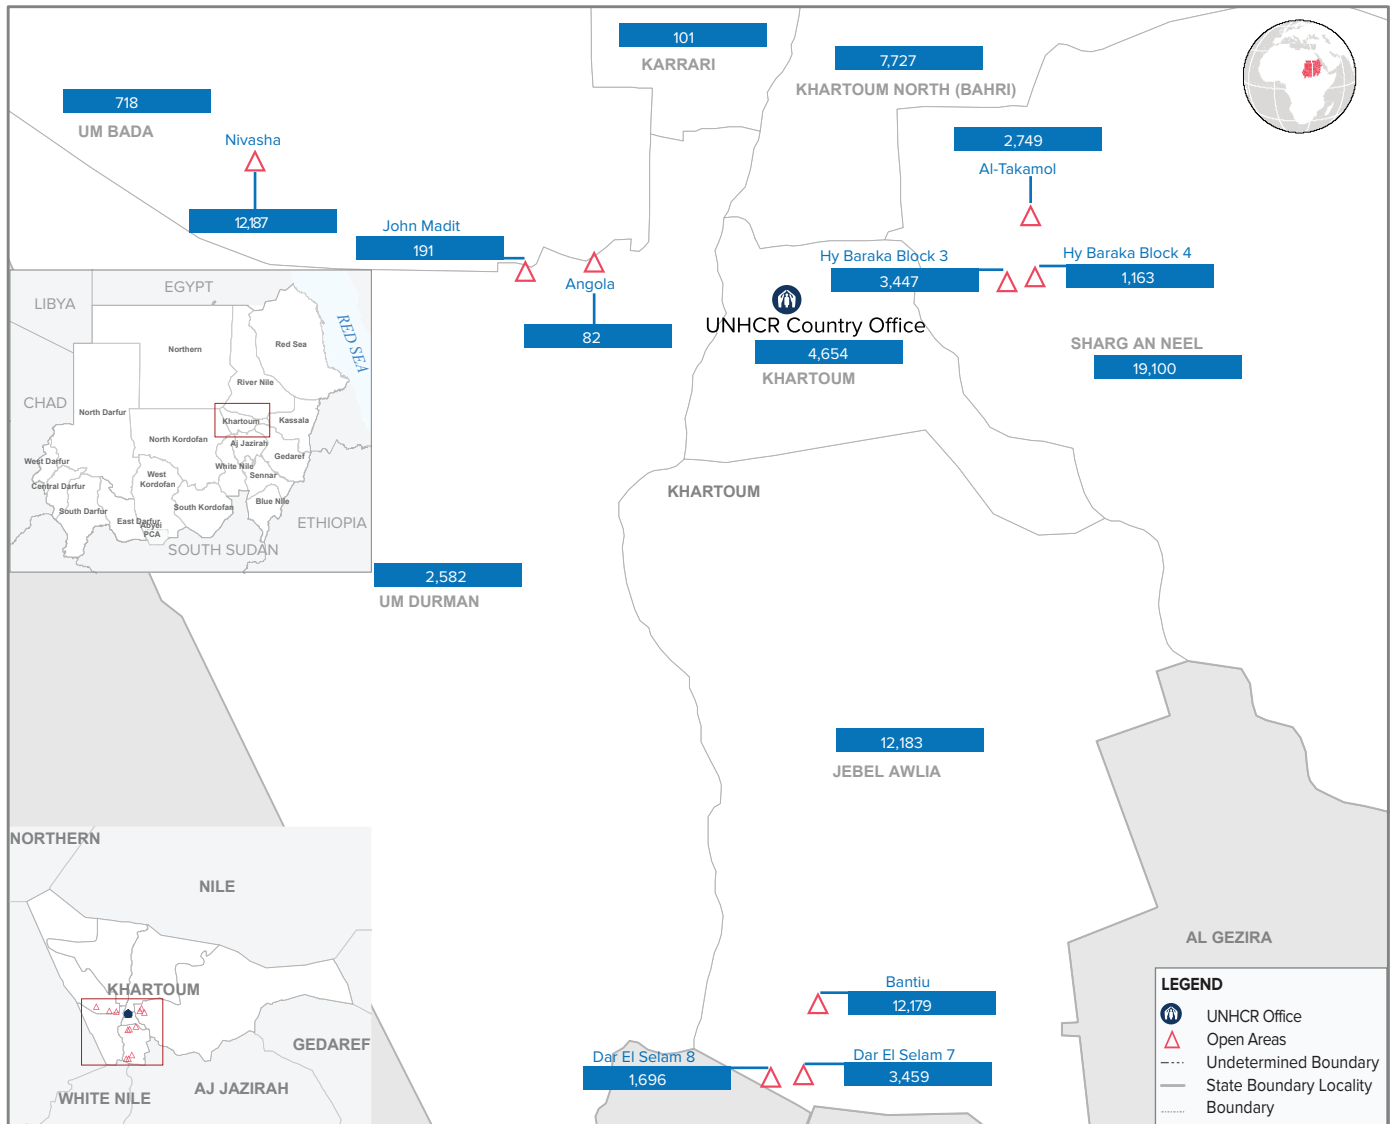 101
KARRARI
7,727
KHARTOUM NORTH (BAHRI)
718
UM BADA
Nivasha
12,187
2,749
Al-Takamol
John Madit
191
Angola
82
Hy Baraka Block 3
3,447
Hy Baraka Block 4
1,163
UNHCR Country Office
4,654
KHARTOUM
SHARG AN NEEL
19,100
KHARTOUM
2,582
UM DURMAN
12,183
JEBEL AWLIA
Bantiu
12,179
Dar El Selam 8
1,696
Dar El Selam 7
3,459
AL GEZIRA
LIBYA
EGYPT
RED SEA
Northern
Red Sea
River Nile
CHAD
North Darfur
Khartoum
Kassala
North Kordofan
Aj Jazirah
Gedaref
West Darfur
White Nile
Sennar
West
Kordofan
Central Darfur
South Darfur
South Kordofan
Blue Nile
East Darfur
Abyei
PCA
ETHIOPIA
SOUTH SUDAN
NORTHERN
NILE
KHARTOUM
GEDAREF
AJ JAZIRAH
WHITE NILE
LEGEND
UNHCR Office
Open Areas
Undetermined Boundary
State Boundary Locality
Boundary